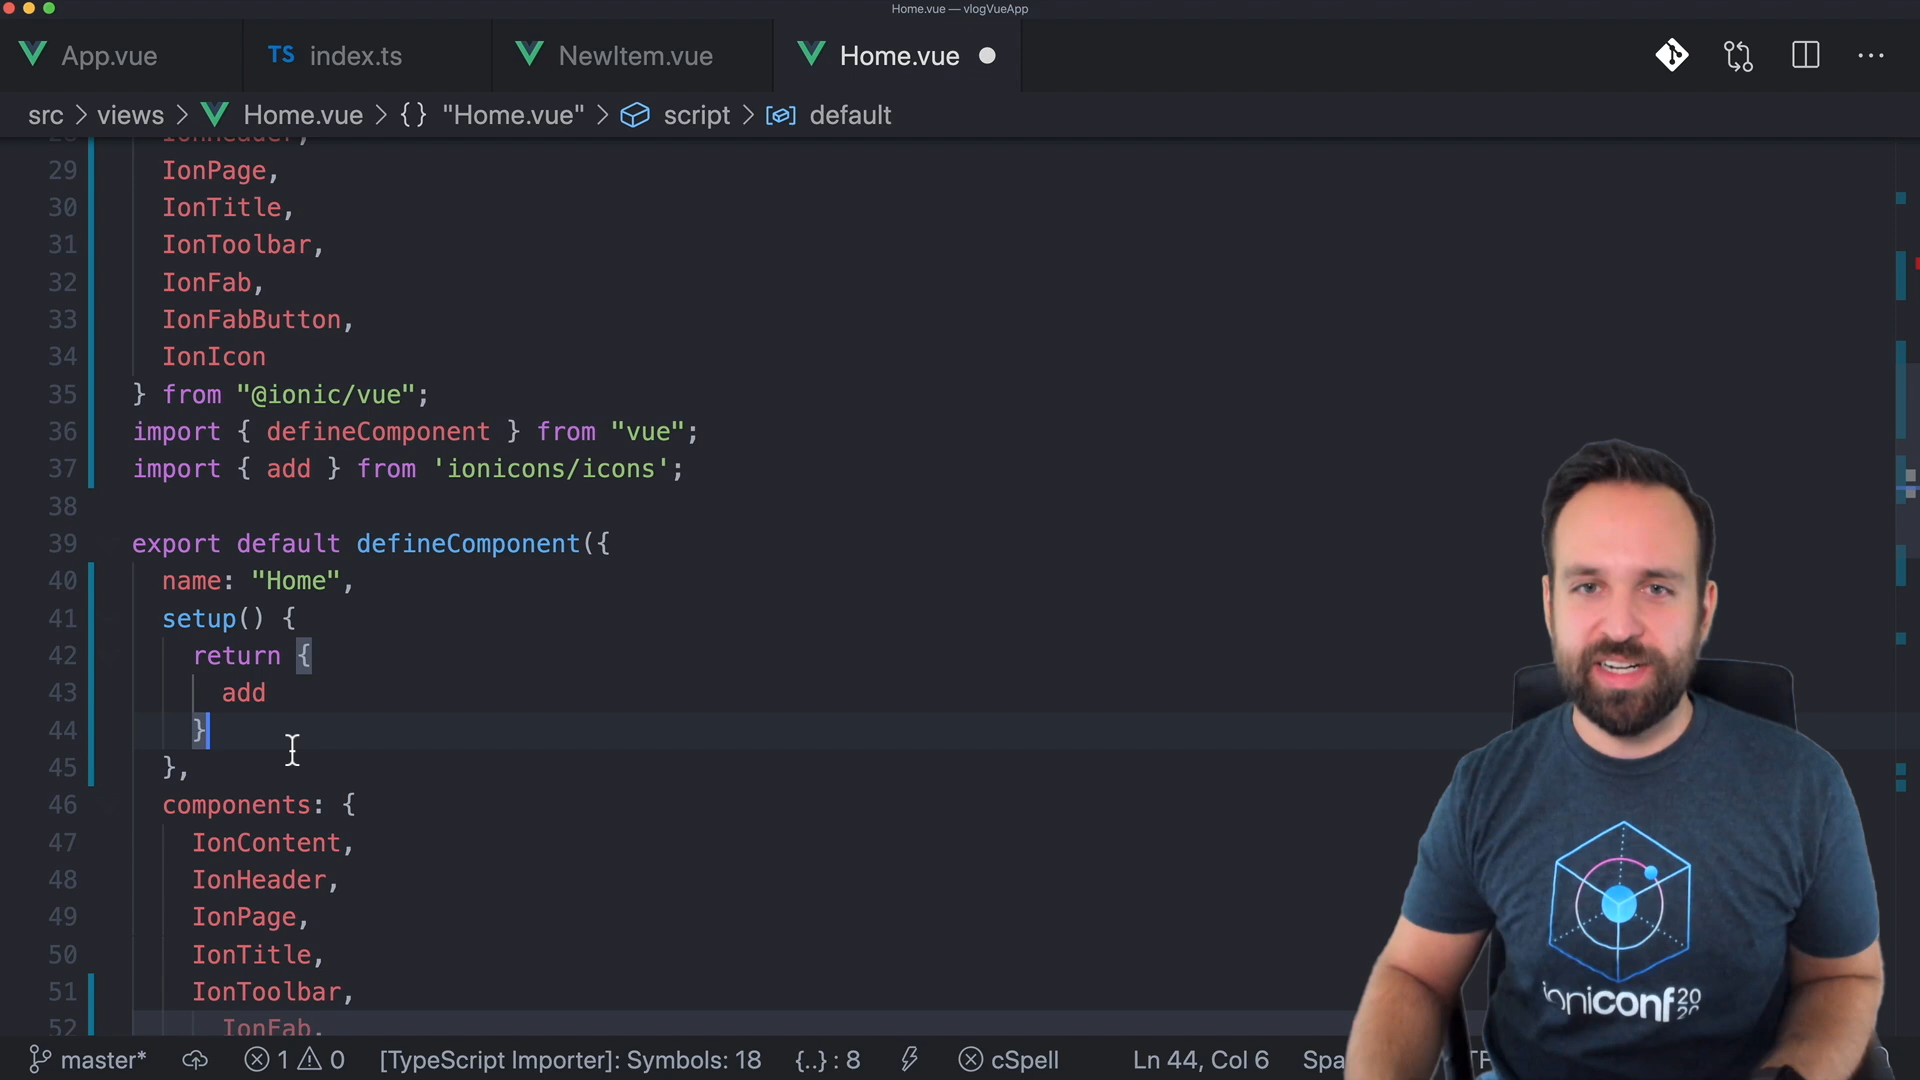 Home.vue — vlogVueApp
App.vue
TS index.ts
NewItem.vue
Home.vue
src > views > Home.vue > {} "Home.vue" > script > default
29 IonPage,
30 IonTitle,
31 IonToolbar,
32 IonFab,
33 IonFabButton,
34 IonIcon
35 } from "@ionic/vue";
36 import { defineComponent } from "vue";
37 import { add } from 'ionicons/icons';
38
39 export default defineComponent({
40 name: "Home",
41 setup() {
42 return {
43 add
44 }
45 },
46 components: {
47 IonContent,
48 IonHeader,
49 IonPage,
50 IonTitle,
51 IonToolbar,
52 IonFab,
ioniconf 2020
master* 1 0 [TypeScript Importer]: Symbols: 18 {..} : 8 cSpell Ln 44, Col 6